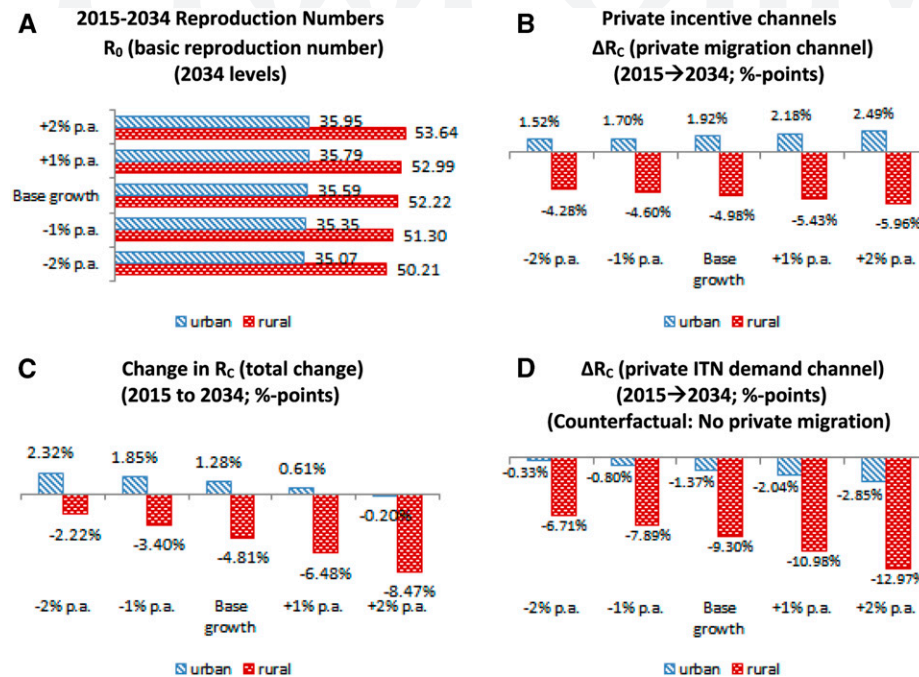 A
2015-2034 Reproduction Numbers
R₀ (basic reproduction number)
(2034 levels)
+2% p.a.
35.95
53.64
+1% p.a.
35.79
52.99
Base growth
35.59
52.22
-1% p.a.
35.35
51.30
-2% p.a.
35.07
50.21
urban rural
B
Private incentive channels
ΔR_C (private migration channel)
(2015→2034; %-points)
1.52% 1.70% 1.92% 2.18% 2.49%
-4.28% -4.60% -4.98% -5.43% -5.96%
-2% p.a. -1% p.a. Base +1% p.a. +2% p.a.
growth
urban rural
C
Change in R_C (total change)
(2015 to 2034; %-points)
2.32% 1.85% 1.28% 0.61% -0.20%
-2.22% -3.40% -4.81% -6.48% -8.47%
-2% p.a. -1% p.a. Base +1% p.a. +2% p.a.
growth
urban rural
D
ΔR_C (private ITN demand channel)
(2015→2034; %-points)
(Counterfactual: No private migration)
-0.33% -0.80% -1.37% -2.04% -2.85%
-6.71% -7.89% -9.30% -10.98% -12.97%
-2% p.a. -1% p.a. Base +1% p.a. +2% p.a.
growth
urban rural